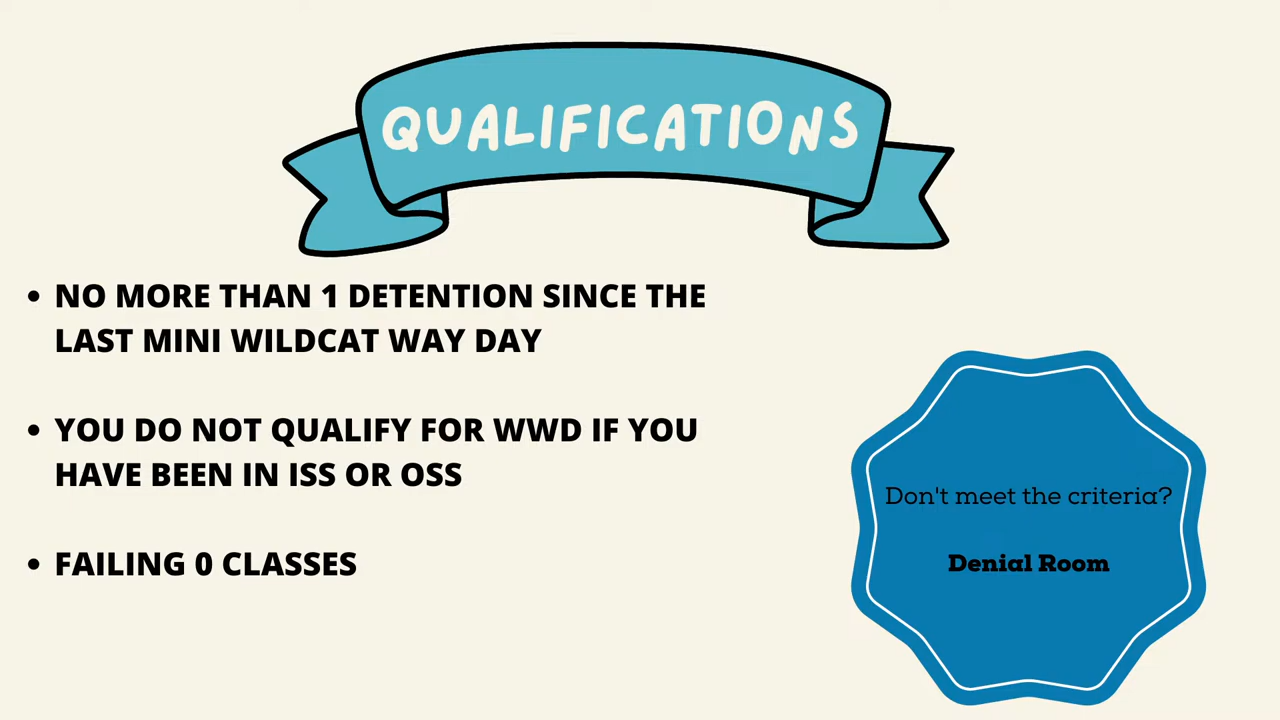 QUALIFICATIONS
• NO MORE THAN 1 DETENTION SINCE THE
LAST MINI WILDCAT WAY DAY
• YOU DO NOT QUALIFY FOR WWD IF YOU
HAVE BEEN IN ISS OR OSS
• FAILING 0 CLASSES
Don't meet the criteria?
Denial Room